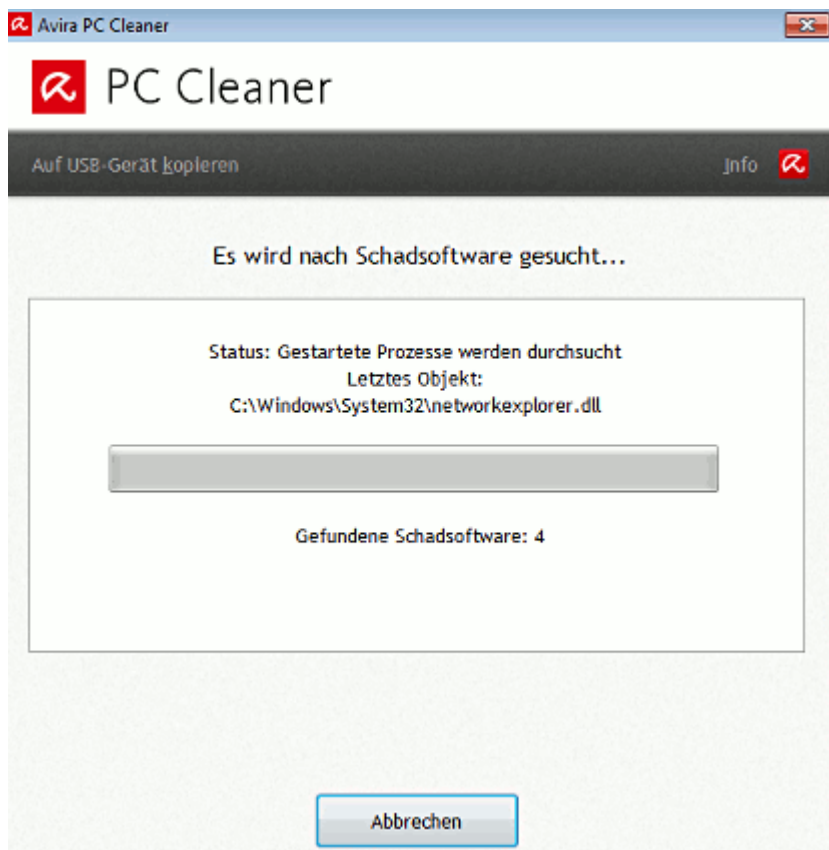 Avira PC Cleaner
PC Cleaner
Auf USB-Gerät kopieren
Info
Es wird nach Schadsoftware gesucht...
Status: Gestartete Prozesse werden durchsucht
Letztes Objekt:
C:\Windows\System32\networkexplorer.dll
Gefundene Schadsoftware: 4
Abbrechen